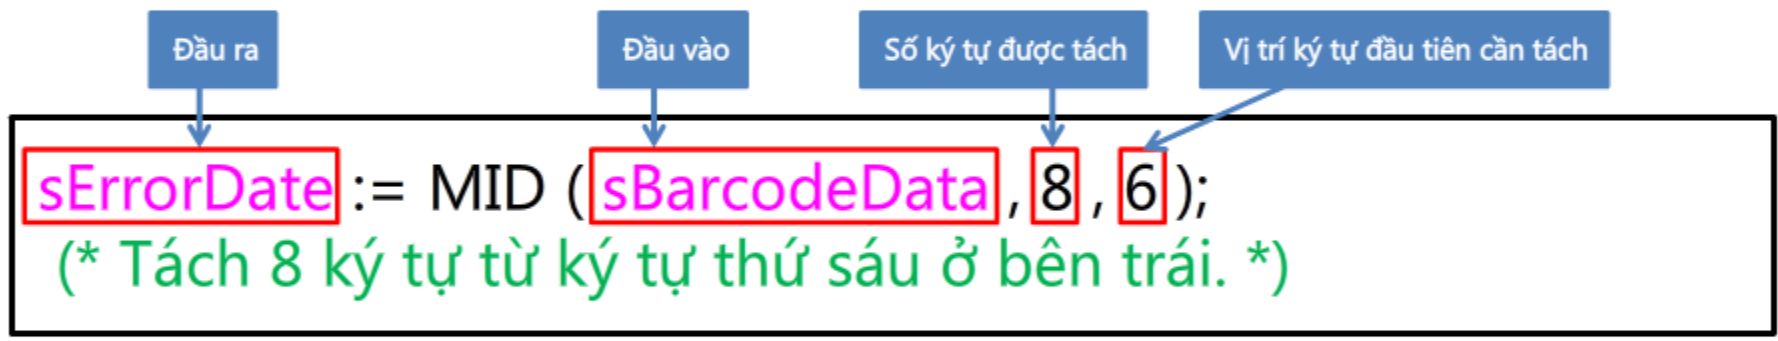 Đầu ra
Đầu vào
Số ký tự được tách
Vị trí ký tự đầu tiên cần tách
sErrorDate := MID ( sBarcodeData , 8 , 6 );
(* Tách 8 ký tự từ ký tự thứ sáu ở bên trái. *)